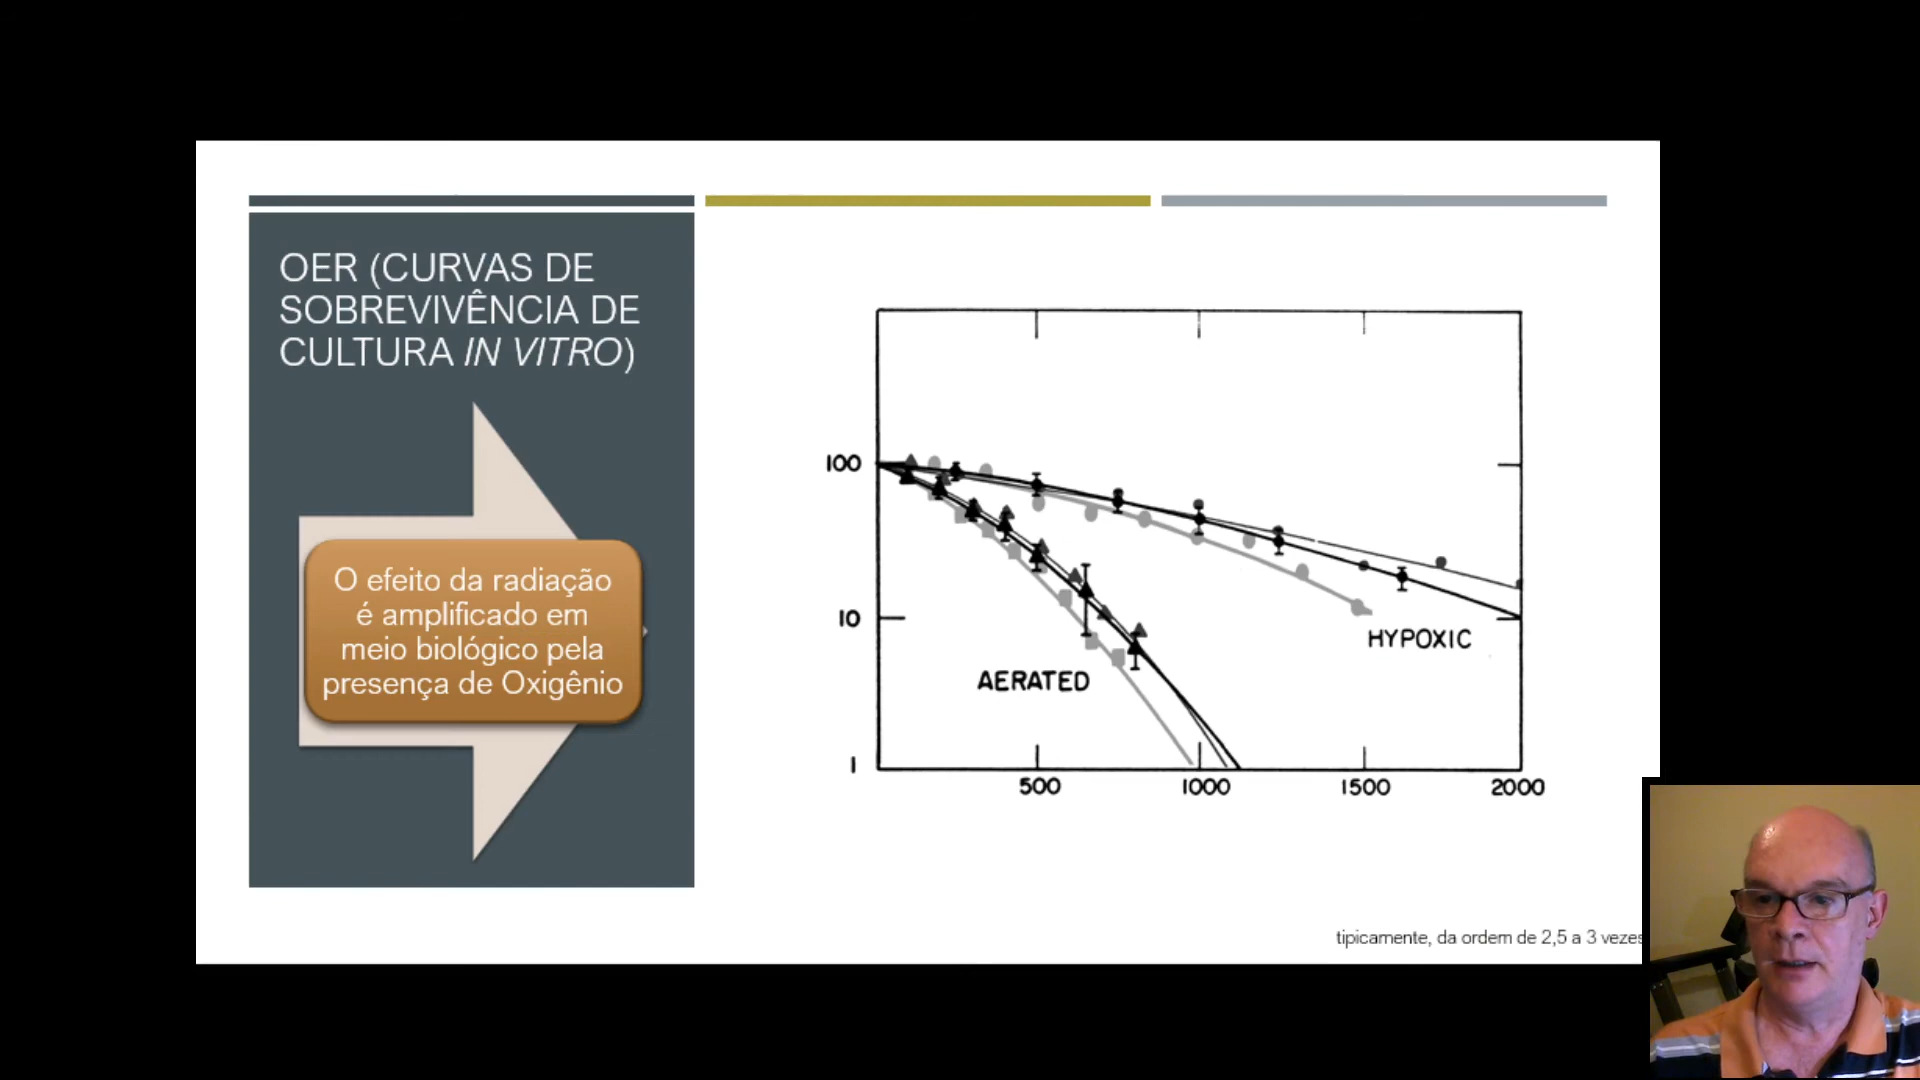 OER (CURVAS DE
SOBREVIVÊNCIA DE
CULTURA IN VITRO)
O efeito da radiação
é amplificado em
meio biológico pela
presença de Oxigênio
100
10
1
HYPOXIC
AERATED
500
1000
1500
2000
tipicamente, da ordem de 2,5 a 3 vezes